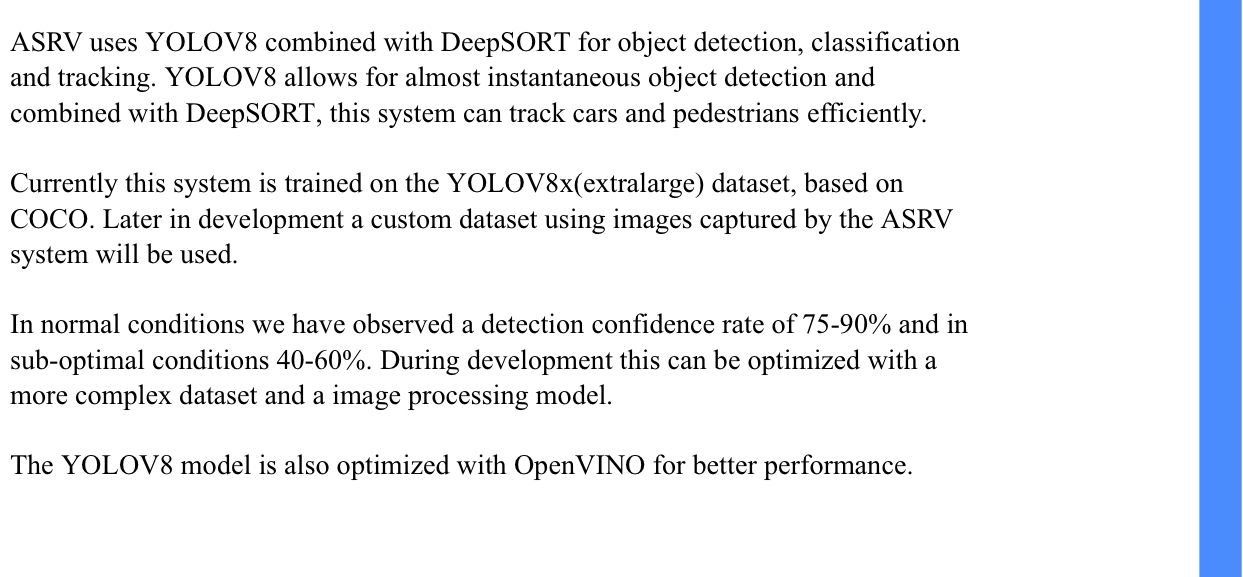 ASRV uses YOLOV8 combined with DeepSORT for object detection, classification
and tracking. YOLOV8 allows for almost instantaneous object detection and
combined with DeepSORT, this system can track cars and pedestrians efficiently.
Currently this system is trained on the YOLOV8x(extralarge) dataset, based on
COCO. Later in development a custom dataset using images captured by the ASRV
system will be used.
In normal conditions we have observed a detection confidence rate of 75-90% and in
sub-optimal conditions 40-60%. During development this can be optimized with a
more complex dataset and a image processing model.
The YOLOV8 model is also optimized with OpenVINO for better performance.